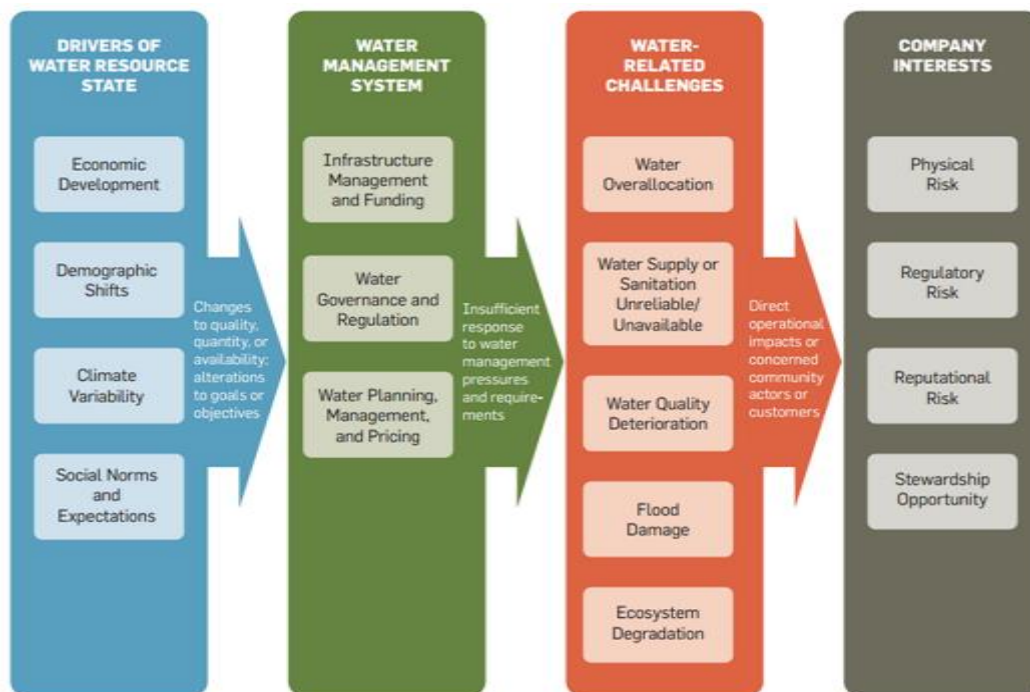 DRIVERS OF
WATER RESOURCE
STATE
Economic
Development
Demographic
Shifts
Climate
Variability
Social Norms
and
Expectations
Changes
to quality,
quantity, or
availability:
alterations
to goals or
objectives
WATER
MANAGEMENT
SYSTEM
Infrastructure
Management
and Funding
Water
Governance and
Regulation
Water Planning,
Management,
and Pricing
Insufficient
response
to water
management
pressures
and require-
ments
WATER-
RELATED
CHALLENGES
Water
Overallocation
Water Supply or
Sanitation
Unreliable/
Unavailable
Water Quality
Deterioration
Flood
Damage
Ecosystem
Degradation
Direct
operational
impacts or
concerned
community
actors or
customers
COMPANY
INTERESTS
Physical
Risk
Regulatory
Risk
Reputational
Risk
Stewardship
Opportunity